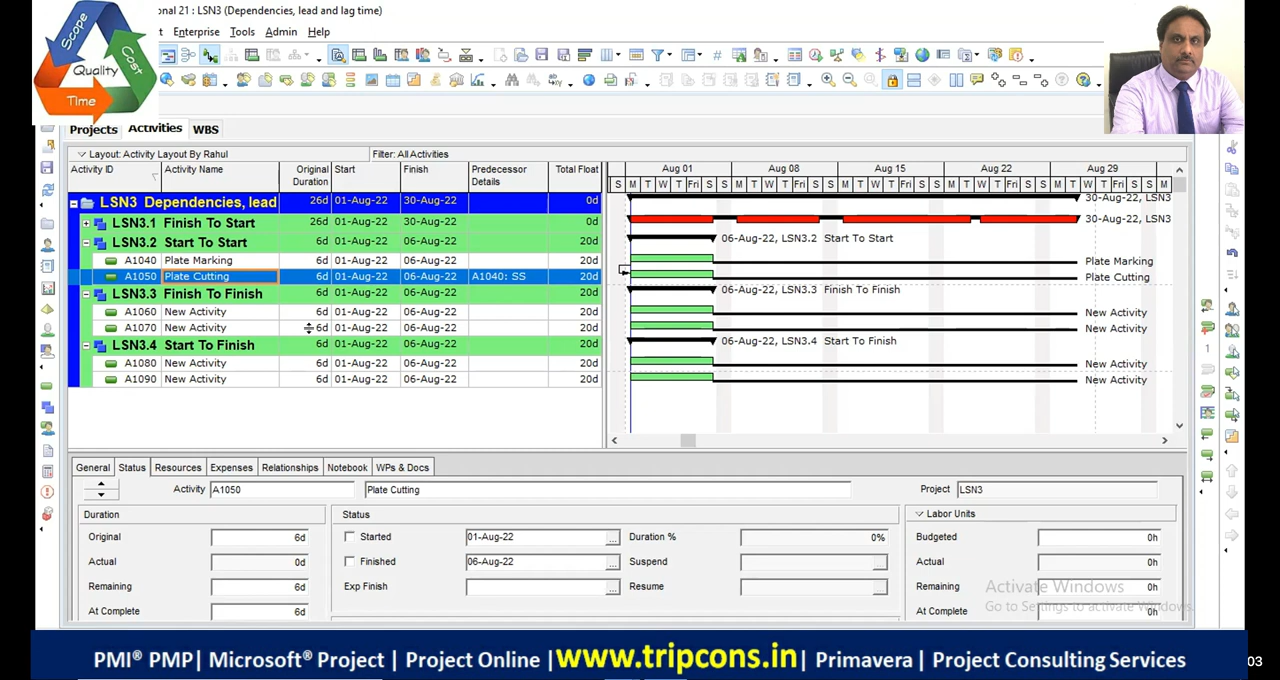 onal 21 : LSN3 (Dependencies, lead and lag time)
t Enterprise Tools Admin Help
Scope
Cost
Quality
Time
Projects Activities WBS
Layout: Activity Layout By Rahul Filter: All Activities
Activity ID Activity Name Original Duration Start Finish Predecessor Details Total Float
Aug 01 Aug 08 Aug 15 Aug 22 Aug 29
S M T W T Fri S S M T W T Fri S S M T W T Fri S S M T W T Fri S S M T W T Fri S S M
LSN3 Dependencies, lead 26d 01-Aug-22 30-Aug-22 0d 30-Aug-22, LSN3
LSN3.1 Finish To Start 26d 01-Aug-22 30-Aug-22 0d 30-Aug-22, LSN3
LSN3.2 Start To Start 6d 01-Aug-22 06-Aug-22 20d 06-Aug-22, LSN3.2 Start To Start
A1040 Plate Marking 6d 01-Aug-22 06-Aug-22 20d Plate Marking
A1050 Plate Cutting 6d 01-Aug-22 06-Aug-22 A1040: SS 20d Plate Cutting
LSN3.3 Finish To Finish 6d 01-Aug-22 06-Aug-22 20d 06-Aug-22, LSN3.3 Finish To Finish
A1060 New Activity 6d 01-Aug-22 06-Aug-22 20d New Activity
A1070 New Activity 6d 01-Aug-22 06-Aug-22 20d New Activity
LSN3.4 Start To Finish 6d 01-Aug-22 06-Aug-22 20d 06-Aug-22, LSN3.4 Start To Finish
A1080 New Activity 6d 01-Aug-22 06-Aug-22 20d New Activity
A1090 New Activity 6d 01-Aug-22 06-Aug-22 20d New Activity
General Status Resources Expenses Relationships Notebook WPs & Docs
Activity A1050 Plate Cutting Project LSN3
Duration Status Labor Units
Original 6d Started 01-Aug-22 ... Duration % 0% Budgeted 0h
Actual 0d Finished 06-Aug-22 ... Suspend ... Actual 0h
Remaining 6d Exp Finish ... Resume ... Remaining 0h
At Complete 6d At Complete 0h
Activate Windows
Go to Settings to activate Windows.
PMI® PMP| Microsoft® Project | Project Online |www.tripcons.in| Primavera | Project Consulting Services
03